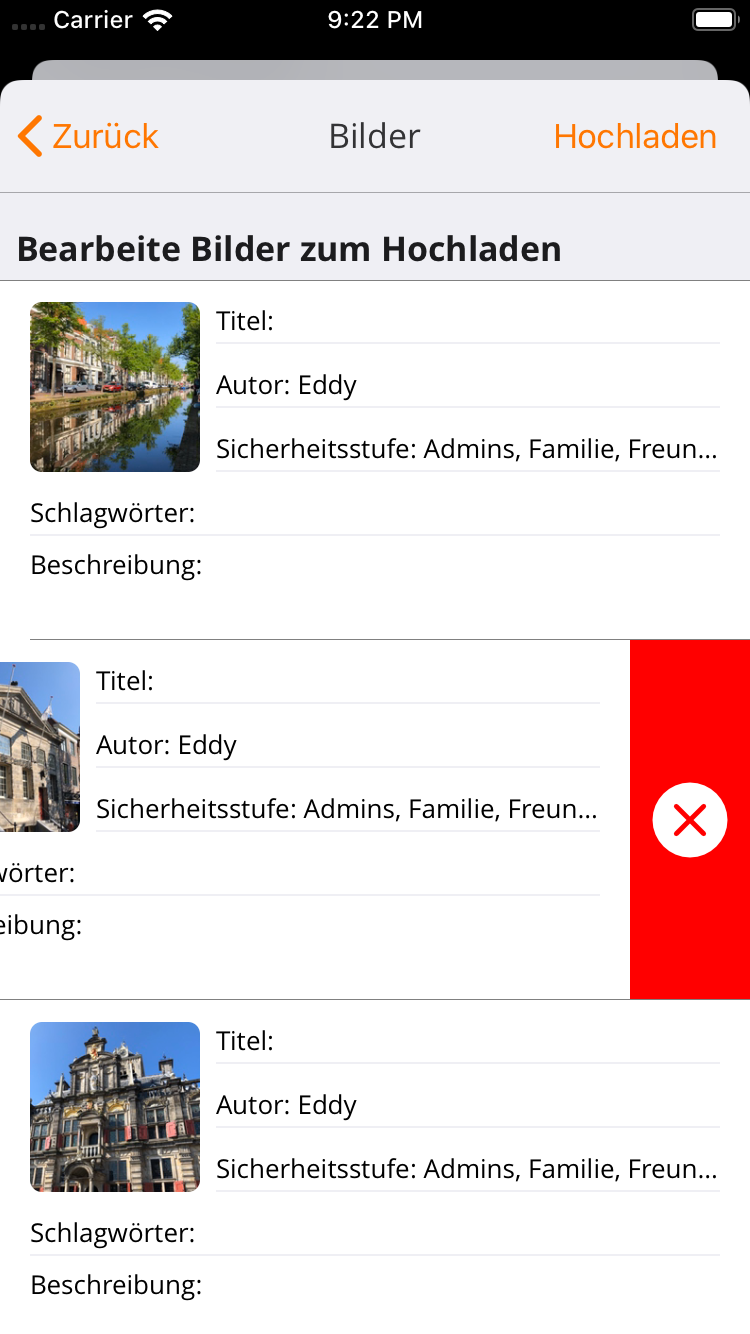 Carrier 9:22 PM
Zurück Bilder Hochladen
Bearbeite Bilder zum Hochladen
Titel:
Autor: Eddy
Sicherheitsstufe: Admins, Familie, Freun...
Schlagwörter:
Beschreibung:
Titel:
Autor: Eddy
Sicherheitsstufe: Admins, Familie, Freun...
wörter:
eibung:
Titel:
Autor: Eddy
Sicherheitsstufe: Admins, Familie, Freun...
Schlagwörter:
Beschreibung: